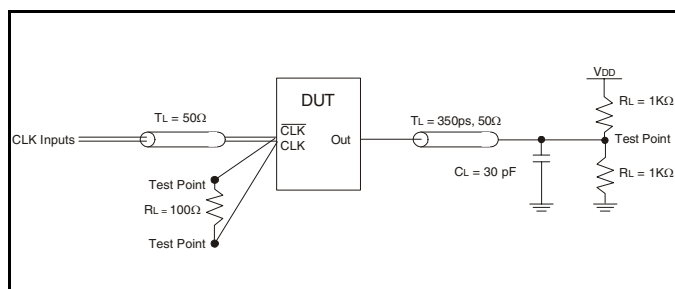 VDD
DUT
TL = 50Ω
TL = 350ps, 50Ω
RL = 1KΩ
CLK Inputs
CLK
CLK
Out
Test Point
CL = 30 pF
RL = 1KΩ
Test Point
RL = 100Ω
Test Point